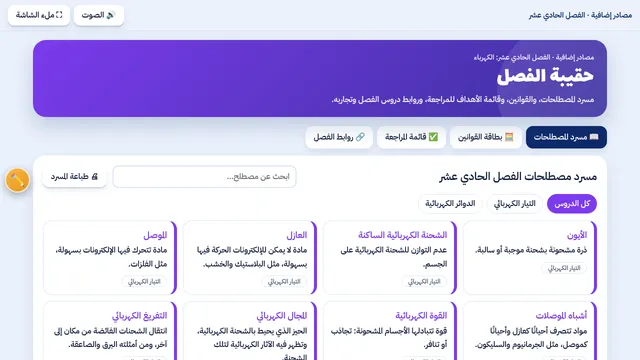 مصادر إضافية · الفصل الحادي عشر
🔊 الصوت
⛶ ملء الشاشة
مصادر إضافية · الفصل الحادي عشر: الكهرباء
حقيبة الفصل
مسرد المصطلحات، والقوانين، وقائمة الأهداف للمراجعة، وروابط دروس الفصل وتجاربه.
📖 مسرد المصطلحات
🧮 بطاقة القوانين
✅ قائمة المراجعة
🔗 روابط الفصل
مسرد مصطلحات الفصل الحادي عشر
ابحث عن مصطلح...
🖨 طباعة المسرد
كل الدروس
التيار الكهربائي
الدوائر الكهربائية
الأيون
ذرة مشحونة بشحنة موجبة أو سالبة.
التيار الكهربائي
الشحنة الكهربائية الساكنة
عدم التوازن للشحنة الكهربائية على
الجسم.
التيار الكهربائي
العازل
مادة لا يمكن للإلكترونات الحركة فيها
بسهولة، مثل البلاستيك والخشب.
التيار الكهربائي
الموصل
مادة تتحرك فيها الإلكترونات بسهولة،
مثل الفلزات.
التيار الكهربائي
أشباه الموصلات
مواد تتصرف أحيانًا كعازل وأحيانًا
كموصل، مثل الجرمانيوم والسليكون.
التيار الكهربائي
القوة الكهربائية
قوة تتبادلها الأجسام المشحونة: تجاذب
أو تنافر.
التيار الكهربائي
المجال الكهربائي
الحيز الذي يحيط بالشحنة الكهربائية،
وتظهر فيه الآثار الكهربائية لتلك
الشحنة.
التفريغ الكهربائي
انتقال الشحنات الفائضة من مكان إلى
آخر، ومن أمثلته البرق والصاعقة.
التيار الكهربائي